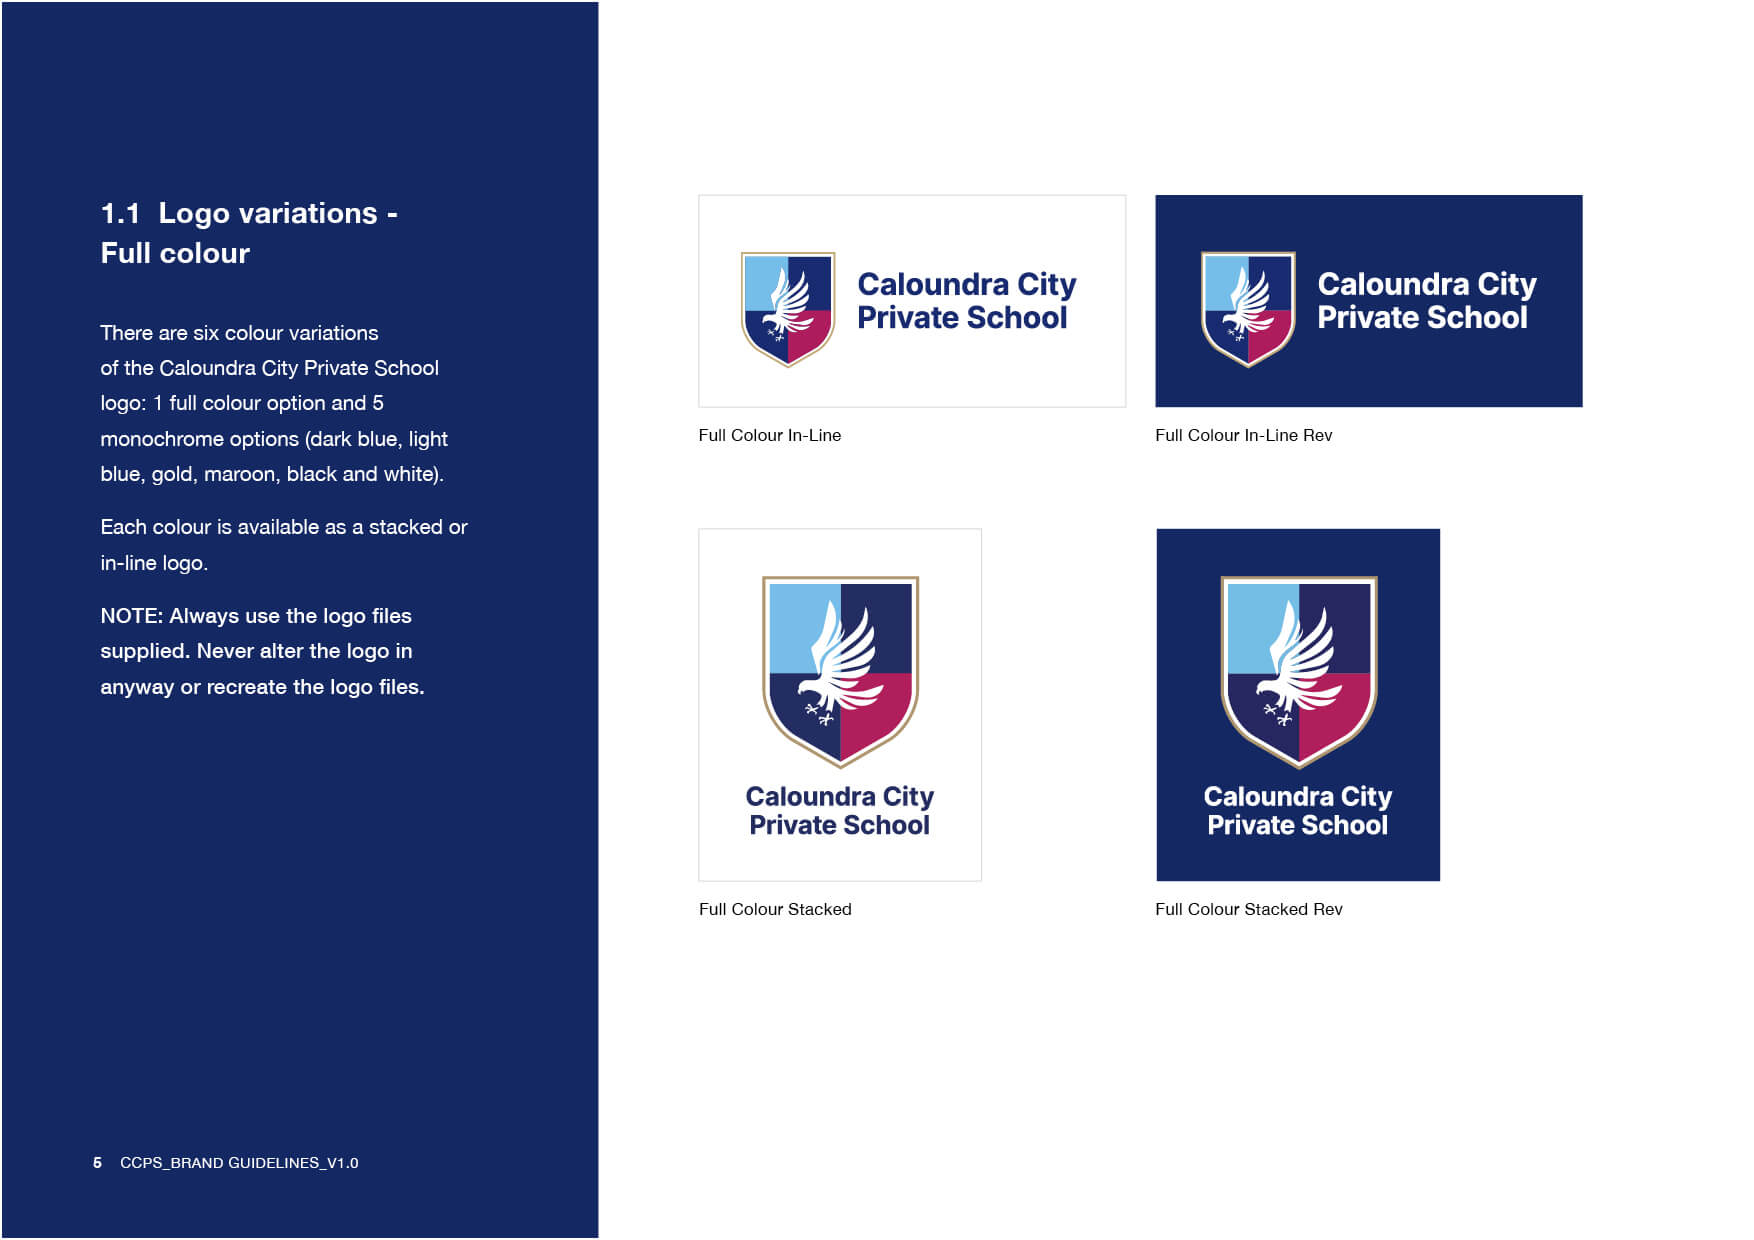 1.1 Logo variations -
Full colour
There are six colour variations
of the Caloundra City Private School
logo: 1 full colour option and 5
monochrome options (dark blue, light
blue, gold, maroon, black and white).
Each colour is available as a stacked or
in-line logo.
NOTE: Always use the logo files
supplied. Never alter the logo in
anyway or recreate the logo files.
5 CCPS_BRAND GUIDELINES_V1.0
Caloundra City
Private School
Full Colour In-Line
Caloundra City
Private School
Full Colour In-Line Rev
Caloundra City
Private School
Full Colour Stacked
Caloundra City
Private School
Full Colour Stacked Rev